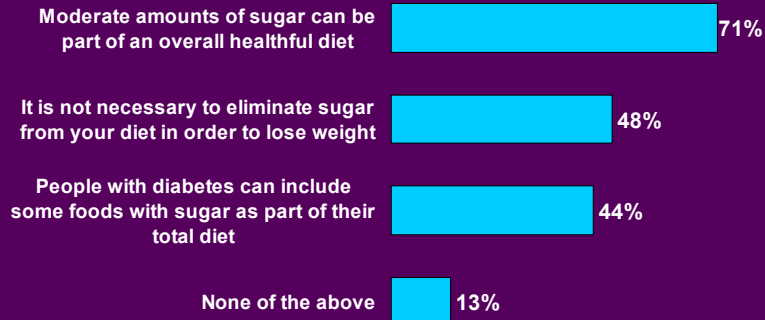 Moderate amounts of sugar can be
part of an overall healthful diet
71%
It is not necessary to eliminate sugar
from your diet in order to lose weight
48%
People with diabetes can include
some foods with sugar as part of their
total diet
44%
None of the above
13%